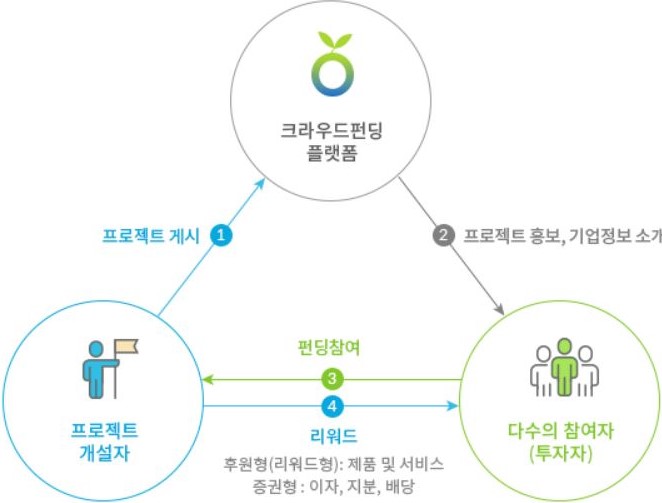 크라우드펀딩
플랫폼
프로젝트 게시 1
2 프로젝트 홍보, 기업정보 소개
펀딩참여
3
4
리워드
프로젝트
개설자
다수의 참여자
(투자자)
후원형(리워드형): 제품 및 서비스
증권형 : 이자, 지분, 배당